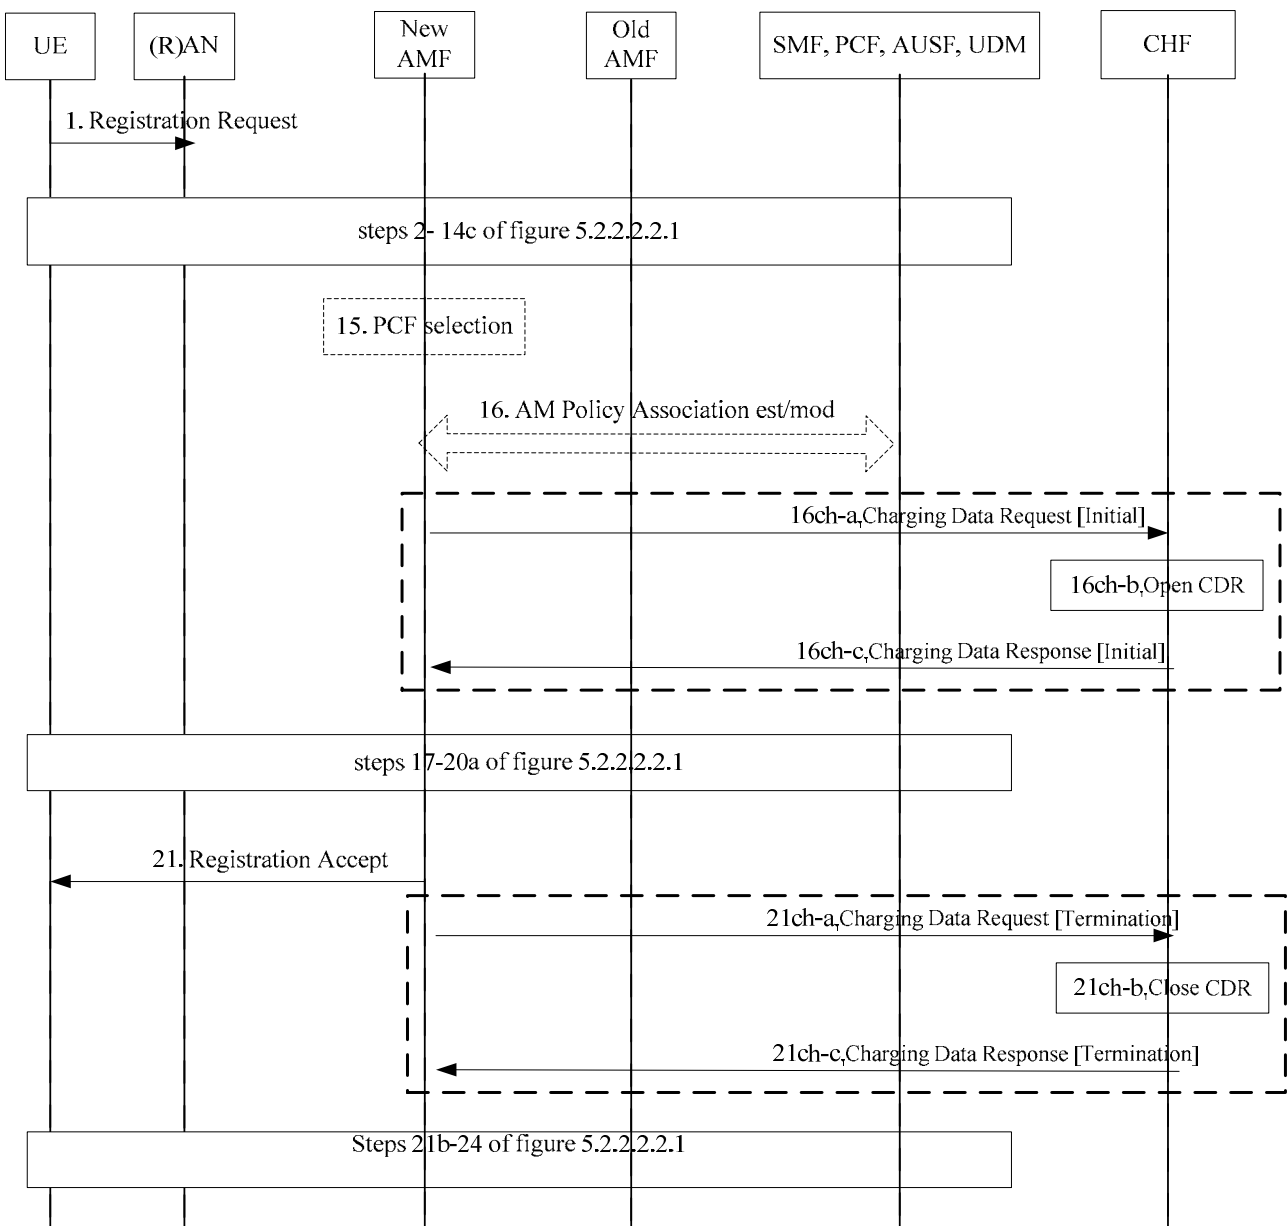 UE
(R)AN
New
AMF
Old
AMF
SMF, PCF, AUSF, UDM
CHF
1. Registration Request
steps 2- 14c of figure 5.2.2.2.2.1
15. PCF selection
16. AM Policy Association est/mod
16ch-a,Charging Data Request [Initial]
16ch-b,Open CDR
16ch-c,Charging Data Response [Initial]
steps 17-20a of figure 5.2.2.2.2.1
21. Registration Accept
21ch-a,Charging Data Request [Termination]
21ch-b,Close CDR
21ch-c,Charging Data Response [Termination]
Steps 21b-24 of figure 5.2.2.2.2.1